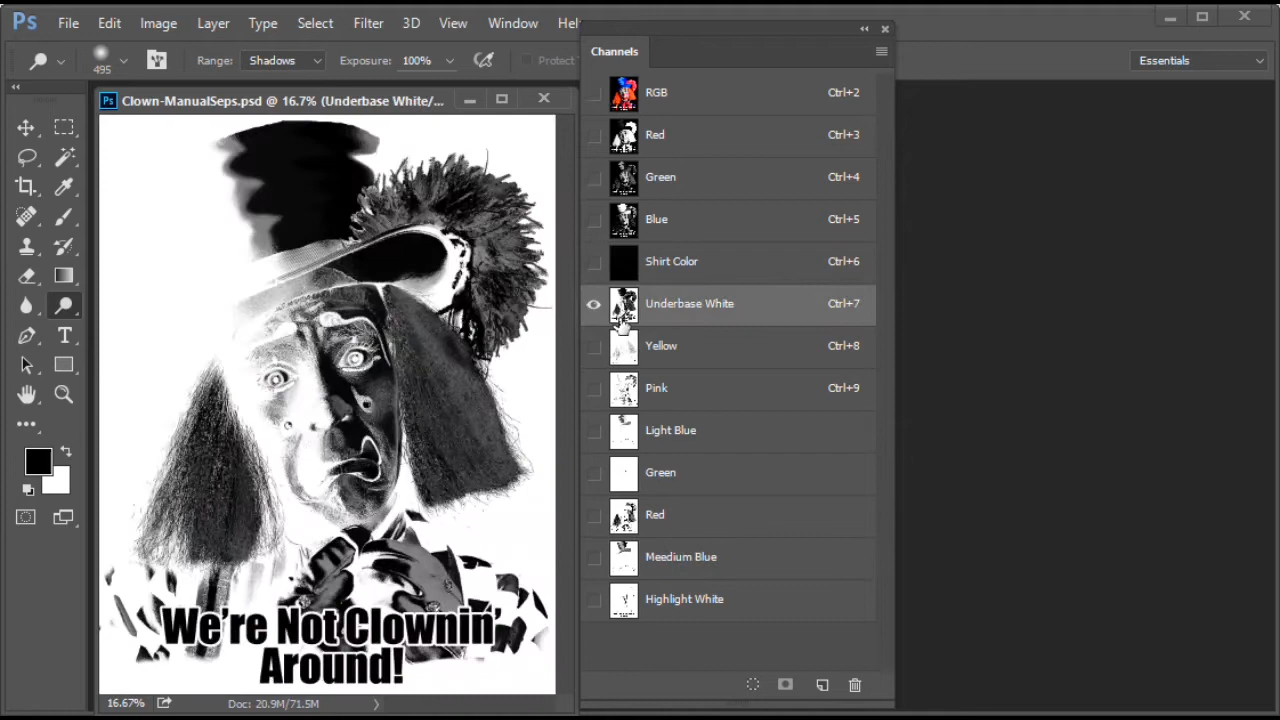 Ps File Edit Image Layer Type Select Filter 3D View Window
495 Range: Shadows Exposure: 100% Protect Essentials
Ps Clown-ManualSeps.psd @ 16.7% (Underbase White/...
Channels
RGB Ctrl+2
Red Ctrl+3
Green Ctrl+4
Blue Ctrl+5
Shirt Color Ctrl+6
Underbase White Ctrl+7
Yellow Ctrl+8
Pink Ctrl+9
Light Blue
Green
Red
Meedium Blue
Highlight White
We're Not Clownin'
Around!
16.67% Doc: 20.9M/71.5M